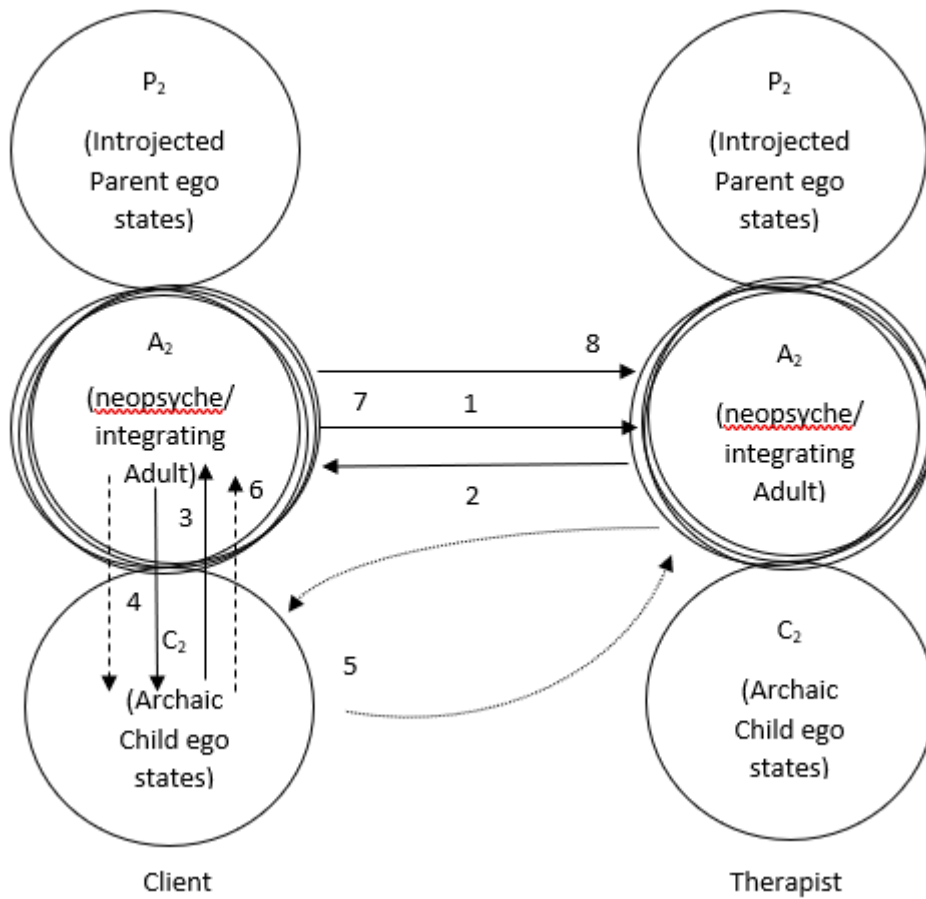 P₂
(Introjected
Parent ego
states)
P₂
(Introjected
Parent ego
states)
A₂
(neopsyche/
integrating
Adult)
8
7
1
2
A₂
(neopsyche/
integrating
Adult)
3
6
4
C₂
(Archaic
Child ego
states)
5
C₂
(Archaic
Child ego
states)
Client
Therapist